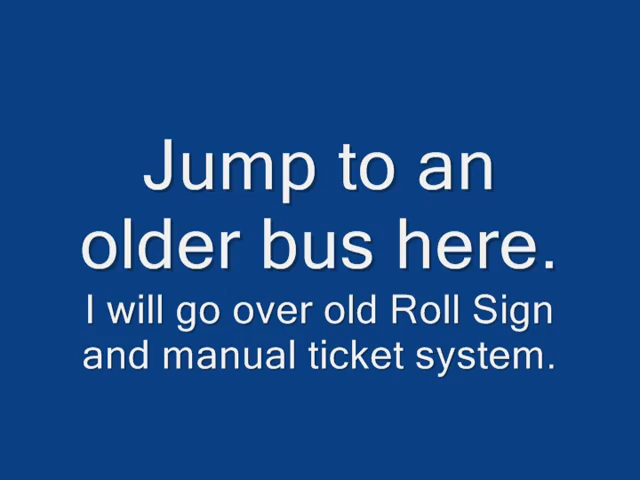 Jump to an
older bus here.
I will go over old Roll Sign
and manual ticket system.